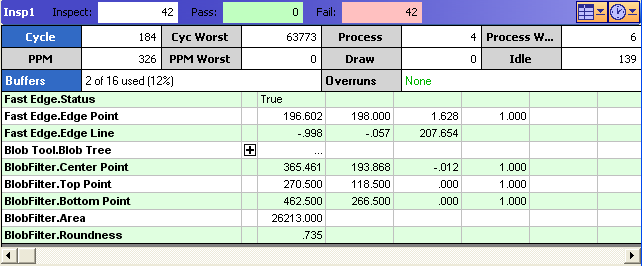 Insp1 Inspect: 42 Pass: 0 Fail: 42
Cycle 184 Cyc Worst 63773 Process 4 Process W... 6
PPM 326 PPM Worst 0 Draw 0 Idle 139
Buffers 2 of 16 used (12%) Overruns None
Fast Edge.Status True
Fast Edge.Edge Point 196.602 198.000 1.628 1.000
Fast Edge.Edge Line -.998 -.057 207.654
Blob Tool.Blob Tree ...
BlobFilter.Center Point 365.461 193.868 -.012 1.000
BlobFilter.Top Point 270.500 118.500 .000 1.000
BlobFilter.Bottom Point 462.500 266.500 .000 1.000
BlobFilter.Area 26213.000
BlobFilter.Roundness .735